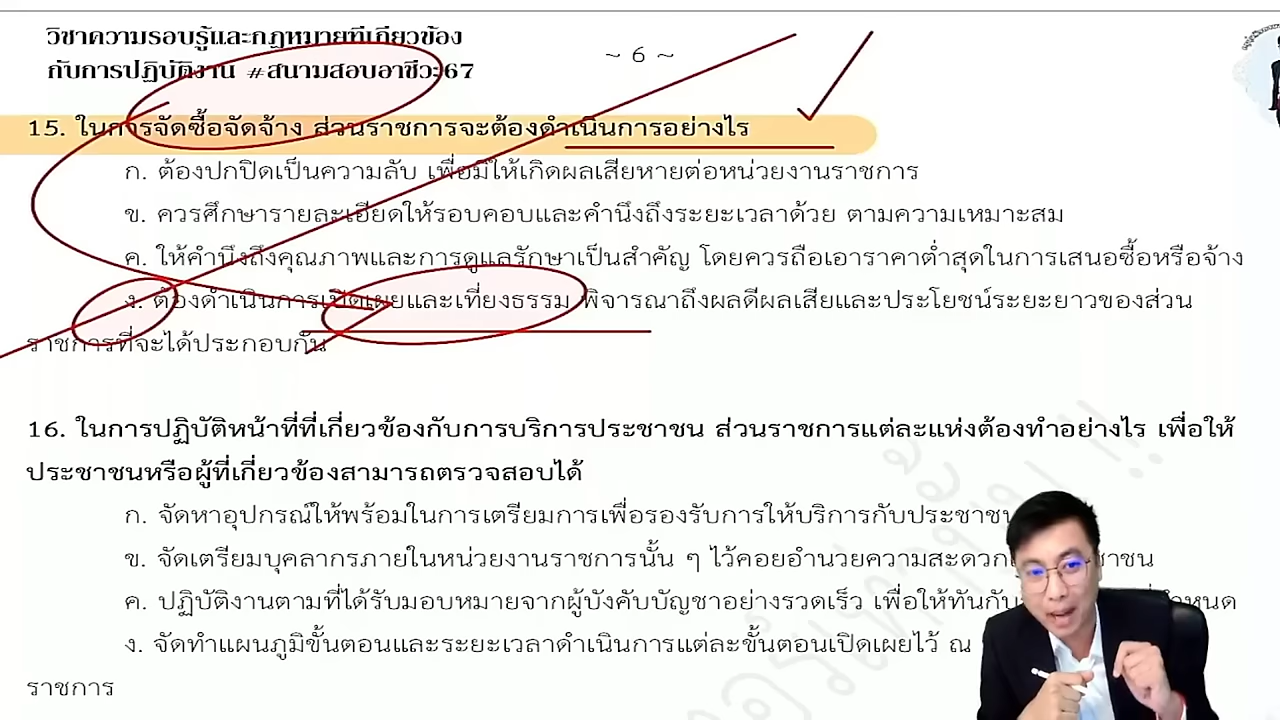 วิชาความรอบรู้และกฎหมายที่เกี่ยวข้อง
กับการปฏิบัติงาน #สนามสอบอาชีวะ67
~ 6 ~
15. ในการจัดซื้อจัดจ้าง ส่วนราชการจะต้องดำเนินการอย่างไร
ก. ต้องปกปิดเป็นความลับ เพื่อมิให้เกิดผลเสียหายต่อหน่วยงานราชการ
ข. ควรศึกษารายละเอียดให้รอบคอบและคำนึงถึงระยะเวลาด้วย ตามความเหมาะสม
ค. ให้คำนึงถึงคุณภาพและการดูแลรักษาเป็นสำคัญ โดยควรถือเอาราคาต่ำสุดในการเสนอซื้อหรือจ้าง
ง. ต้องดำเนินการเปิดเผยและเที่ยงธรรม พิจารณาถึงผลดีผลเสียและประโยชน์ระยะยาวของส่วน
ราชการที่จะได้ประกอบกัน
16. ในการปฏิบัติหน้าที่ที่เกี่ยวข้องกับการบริการประชาชน ส่วนราชการแต่ละแห่งต้องทำอย่างไร เพื่อให้
ประชาชนหรือผู้ที่เกี่ยวข้องสามารถตรวจสอบได้
ก. จัดหาอุปกรณ์ให้พร้อมในการเตรียมการเพื่อรองรับการให้บริการกับประชาชน
ข. จัดเตรียมบุคลากรภายในหน่วยงานราชการนั้น ๆ ไว้คอยอำนวยความสะดวก
ค. ปฏิบัติงานตามที่ได้รับมอบหมายจากผู้บังคับบัญชาอย่างรวดเร็ว เพื่อให้ทันกับ
ง. จัดทำแผนภูมิขั้นตอนและระยะเวลาดำเนินการแต่ละขั้นตอนเปิดเผยไว้ ณ
ราชการ